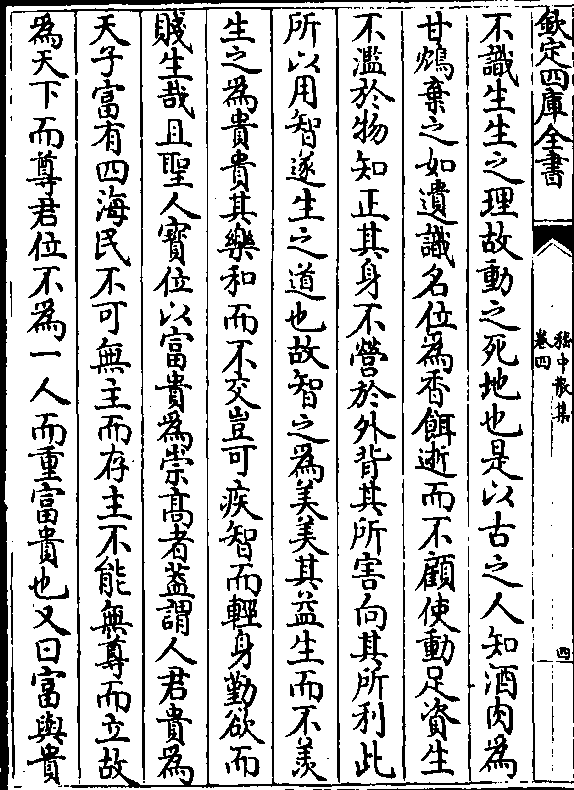 欽定四庫全書
嵇中散集
卷四
四
不識生生之理故動之死地也是以古之人知酒肉為
甘鴆棄之如遺識名位為香餌逝而不顧使動足資生
不濫於物知正其身不營於外背其所害向其所利此
所以用智遂生之道也故智之為美美其益生而不羨
生之為貴貴其樂和而不交豈可疾智而輕身勤欲而
賤生哉且聖人寳位以富貴為崇髙者蓋謂人君貴為
天子富有四海民不可無主而存主不能無尊而立故
為天下而尊君位不為一人而重富貴也又曰富與貴